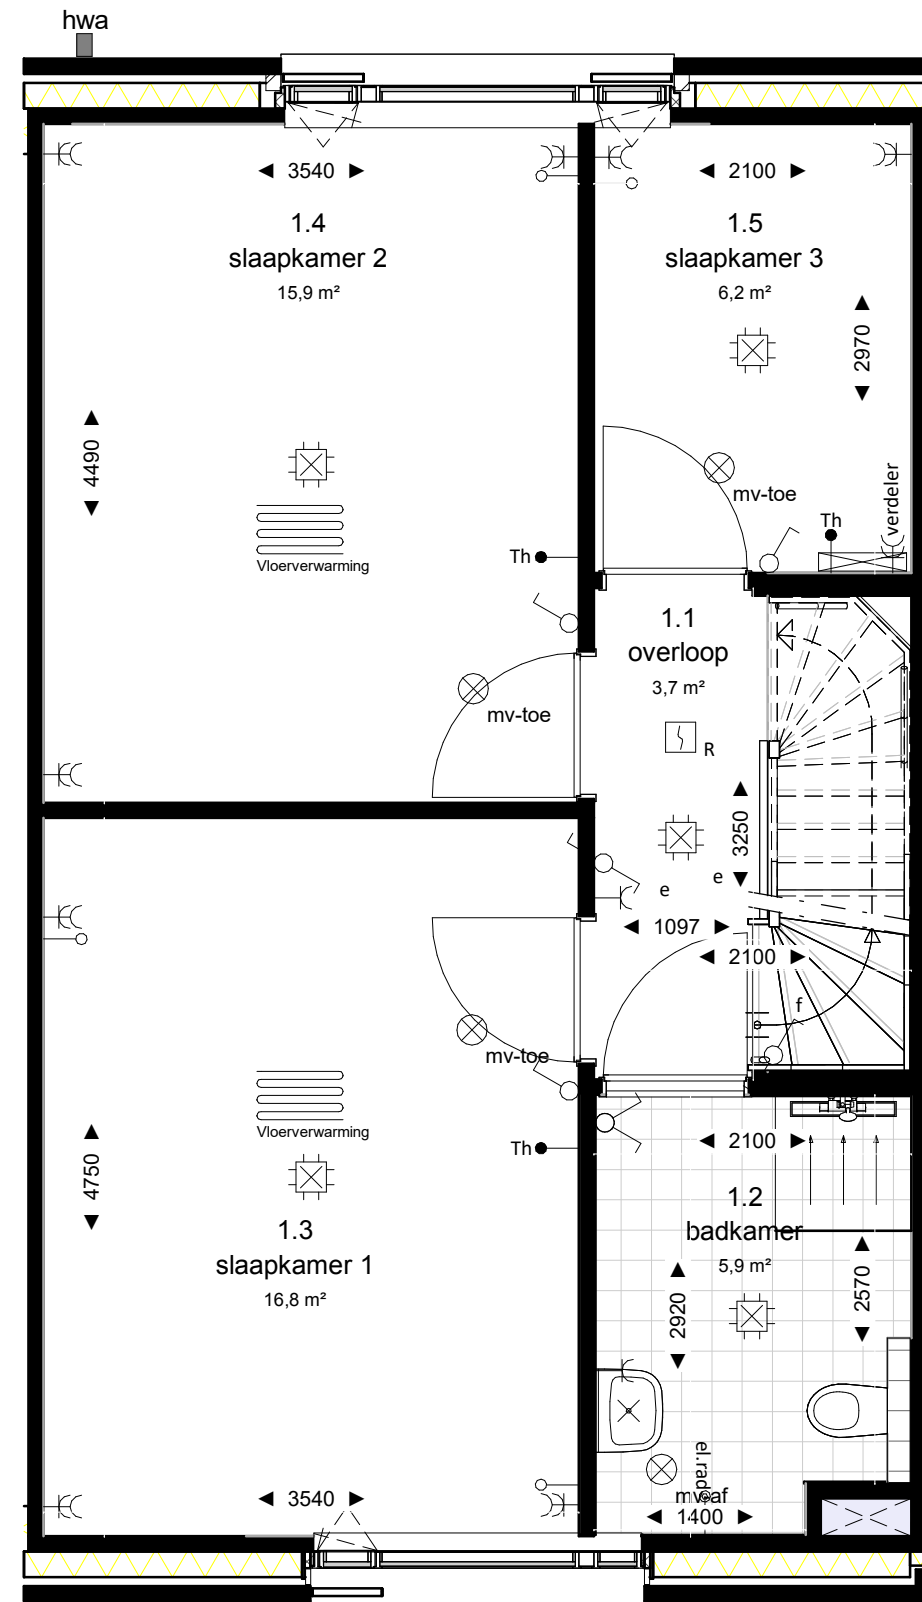 hwa
3540
2100
1.4
slaapkamer 2
15,9 m²
1.5
slaapkamer 3
6,2 m²
2970
4490
mv-toe
verdeler
Th
Vloerverwarming
Th
1.1
overloop
3,7 m²
mv-toe
R
3250
e
e
1097
2100
f
mv-toe
Vloerverwarming
Th
4750
2100
1.2
badkamer
5,9 m²
1.3
slaapkamer 1
16,8 m²
2920
2570
el.rad
mv-af
3540
1400